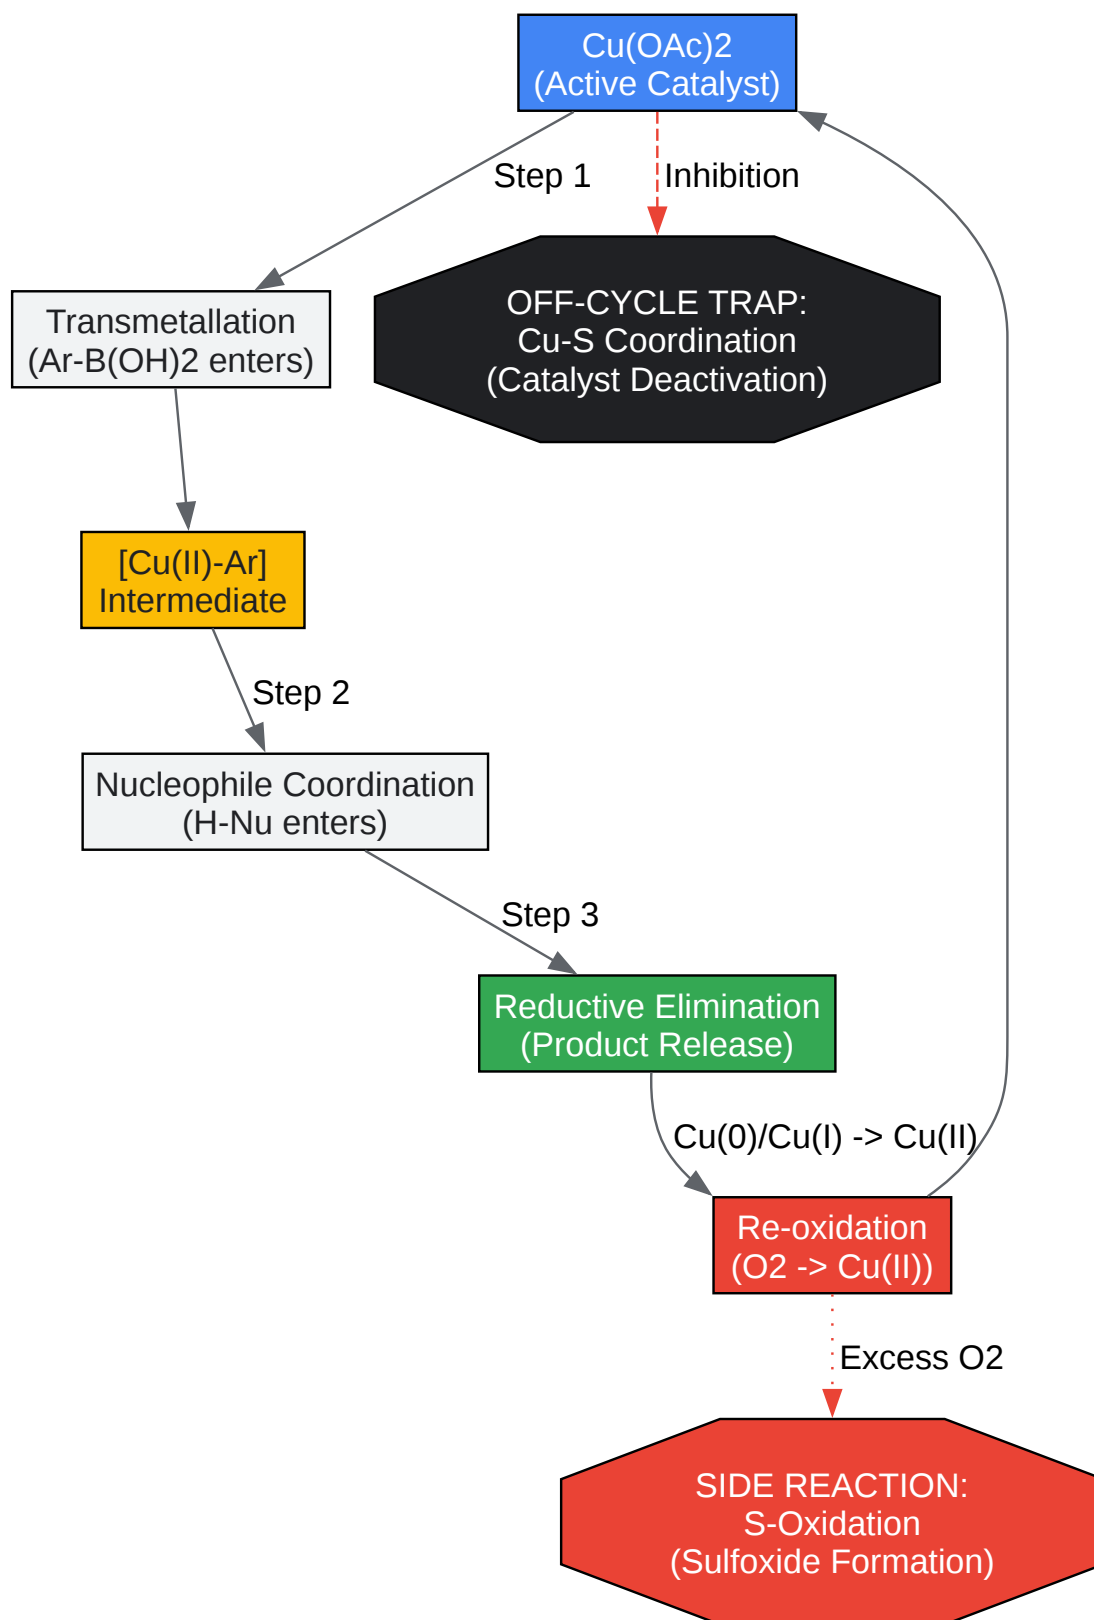 Cu(OAc)2
(Active Catalyst)
Step 1
Inhibition
Transmetallation
(Ar-B(OH)2 enters)
OFF-CYCLE TRAP:
Cu-S Coordination
(Catalyst Deactivation)
[Cu(II)-Ar]
Intermediate
Step 2
Nucleophile Coordination
(H-Nu enters)
Step 3
Reductive Elimination
(Product Release)
Cu(0)/Cu(I) -> Cu(II)
Re-oxidation
(O2 -> Cu(II))
Excess O2
SIDE REACTION:
S-Oxidation
(Sulfoxide Formation)